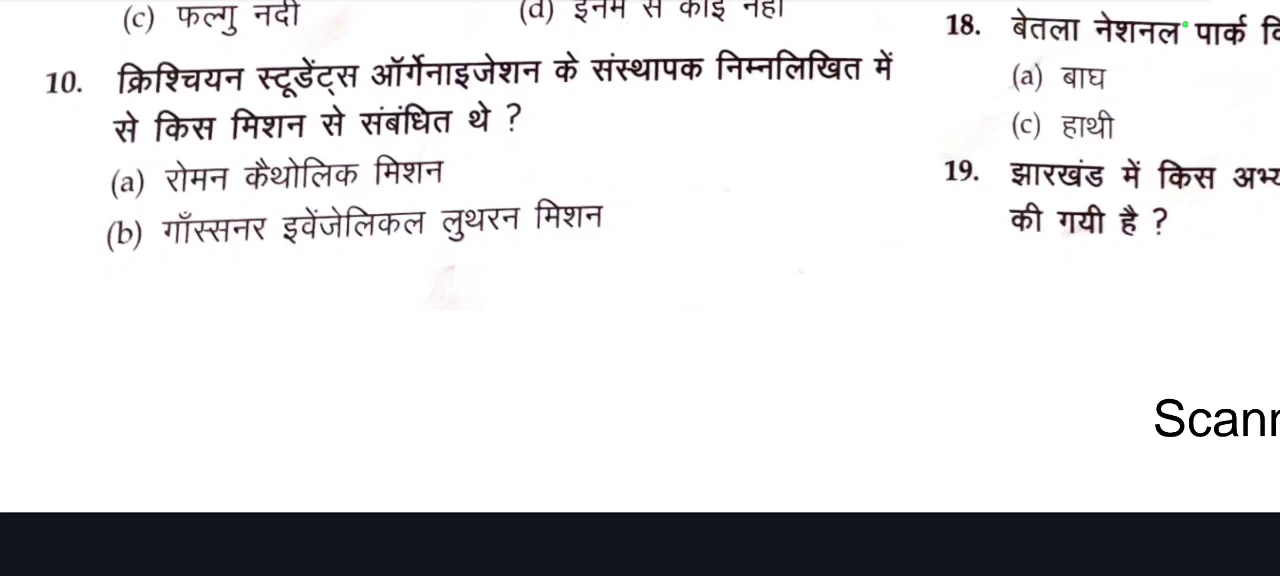 (c) फल्गु नदी (d) इनमें से कोई नहीं
10. क्रिश्चियन स्टूडेंट्स ऑर्गेनाइजेशन के संस्थापक निम्नलिखित में
से किस मिशन से संबंधित थे ?
(a) रोमन कैथोलिक मिशन
(b) गॉस्सनर इवेंजेलिकल लुथरन मिशन
18. बेतला नेशनल पार्क
(a) बाघ
(c) हाथी
19. झारखंड में किस
की गयी है ?